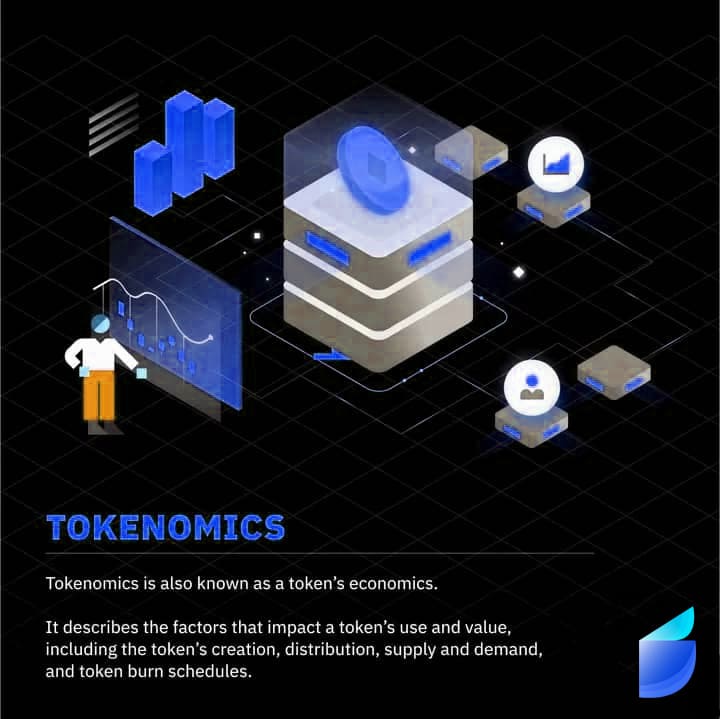 TOKENOMICS
Tokenomics is also known as a token’s economics.
It describes the factors that impact a token’s use and value,
including the token’s creation, distribution, supply and demand,
and token burn schedules.